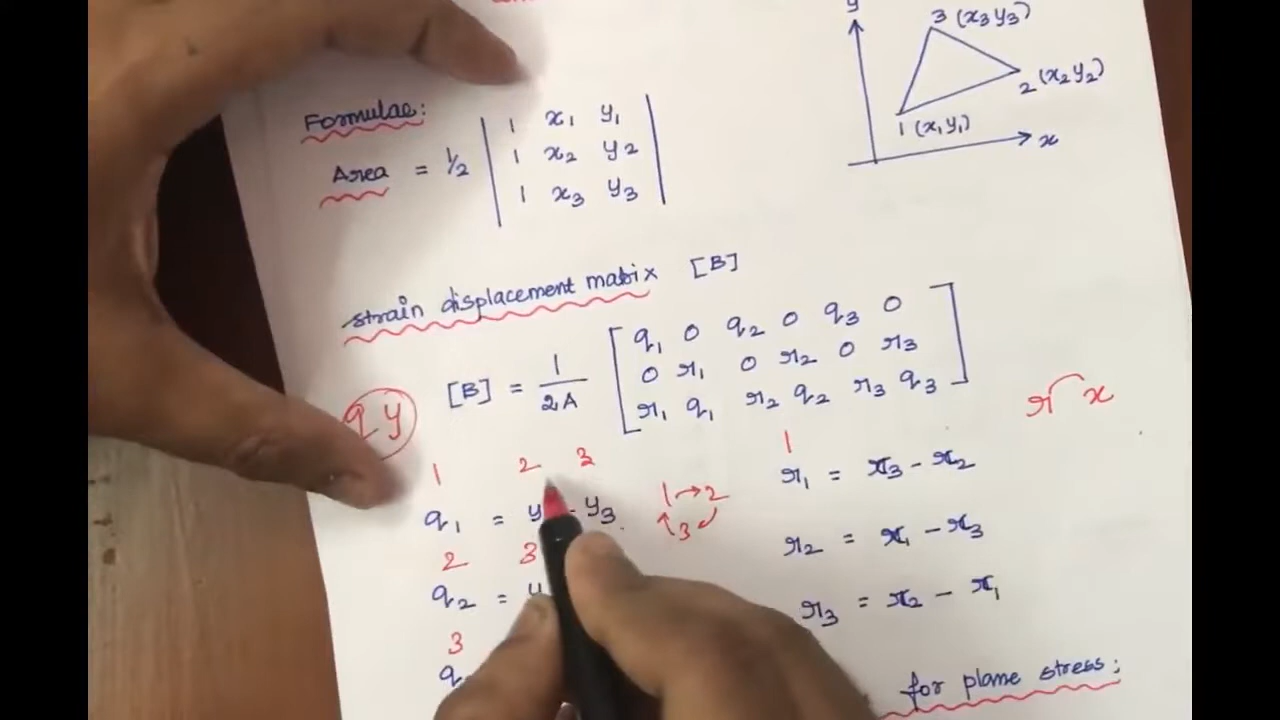 y
3 (x3 y3)
2 (x2 y2)
1 (x1 y1)
x
Formulae:
Area = 1/2 | 1 x1 y1 |
| 1 x2 y2 |
| 1 x3 y3 |
strain displacement matrix [B]
[B] = 1/2A [ q1 0 q2 0 q3 0
0 r1 0 r2 0 r3
r1 q1 r2 q2 r3 q3 ]
q y
r x
1 2 3
1
q1 = y - y3
1 → 2
3
r1 = x3 - x2
2 3
q2 = y
r2 = x1 - x3
3
q
r3 = x2 - x1
for plane stress: